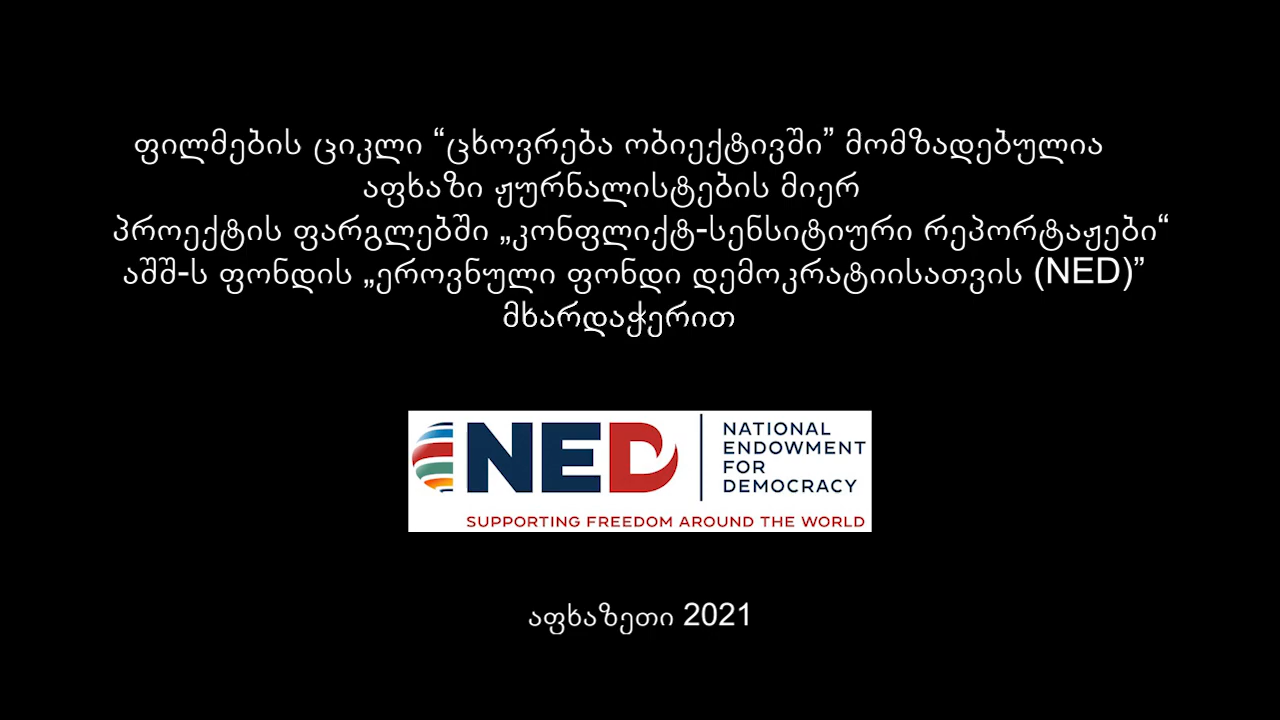 ფილმების ციკლი “ცხოვრება ობიექტივში” მომზადებულია
აფხაზი ჟურნალისტების მიერ
პროექტის ფარგლებში „კონფლიქტ-სენსიტიური რეპორტაჟები“
აშშ-ს ფონდის „ეროვნული ფონდი დემოკრატიისათვის (NED)”
მხარდაჭერით
NED
NATIONAL
ENDOWMENT
FOR
DEMOCRACY
SUPPORTING FREEDOM AROUND THE WORLD
აფხაზეთი 2021